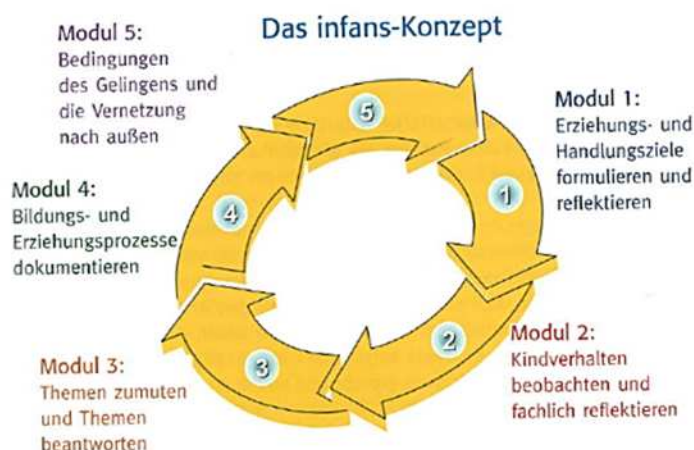 Das infans-Konzept
Modul 5:
Bedingungen
des Gelingens und
die Vernetzung
nach außen
5
Modul 1:
Erziehungs- und
Handlungsziele
formulieren und
reflektieren
1
Modul 4:
Bildungs- und
Erziehungsprozesse
dokumentieren
4
Modul 2:
Kindverhalten
beobachten und
fachlich reflektieren
2
Modul 3:
Themen zumuten
und Themen
beantworten
3